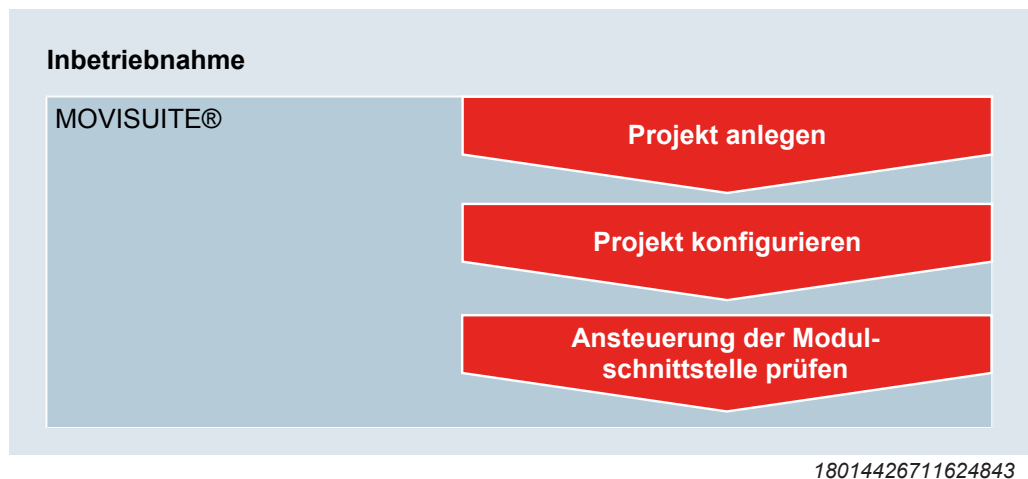 Inbetriebnahme
MOVISUITE®
Projekt anlegen
Projekt konfigurieren
Ansteuerung der Modul-
schnittstelle prüfen
18014426711624843